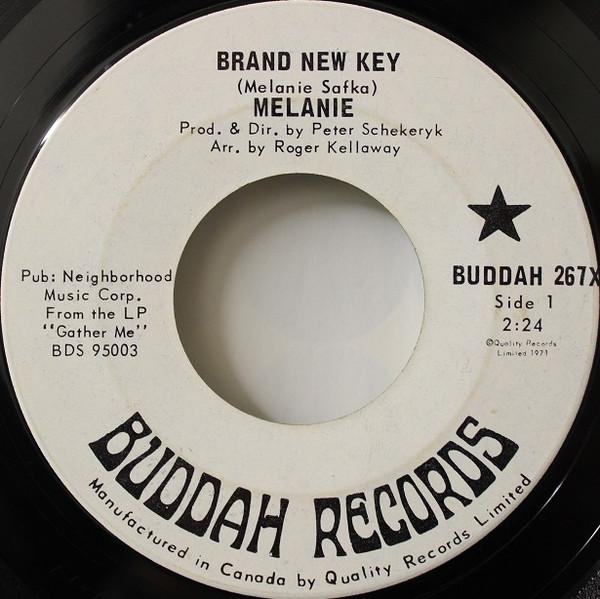 BRAND NEW KEY
(Melanie Safka)
MELANIE
Prod. & Dir. by Peter Schekeryk
Arr. by Roger Kellaway
Pub: Neighborhood
Music Corp.
From the LP
"Gather Me"
BDS 95003
BUDDAH 267X
Side 1
2:24
©Quality Records
Limited 1971
BUDDAH RECORDS
Manufactured in Canada by Quality Records Limited